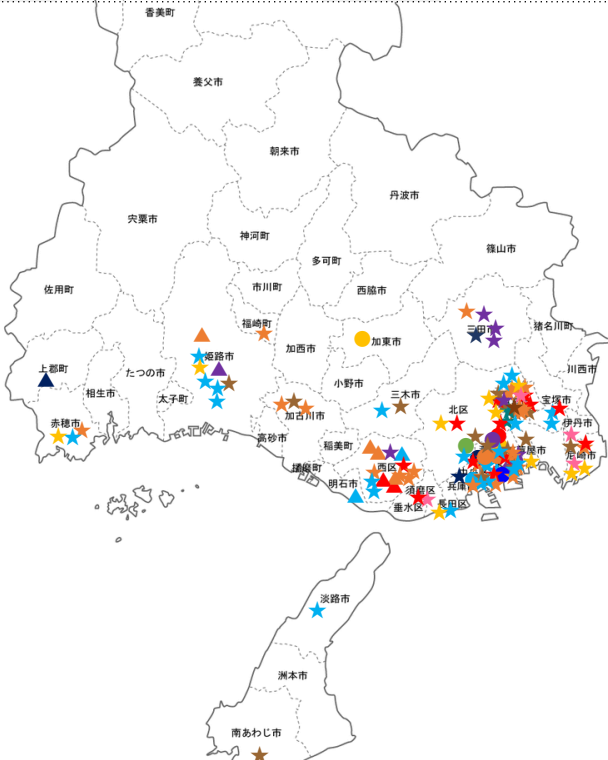 香美町
養父市
朝来市
丹波市
宍粟市
神河町
篠山市
多可町
佐用町
市川町
西脇市
福崎町
三田市
猪名川町
加東市
加西市
姫路市
上郡町
たつの市
川西市
小野市
相生市
太子町
三木市
宝塚市
北区
加古川市
赤穂市
伊丹市
高砂市
稲美町
芦屋市
尼崎市
西区
播磨町
明石市
兵庫
須磨区
長田区
垂水区
淡路市
洲本市
南あわじ市